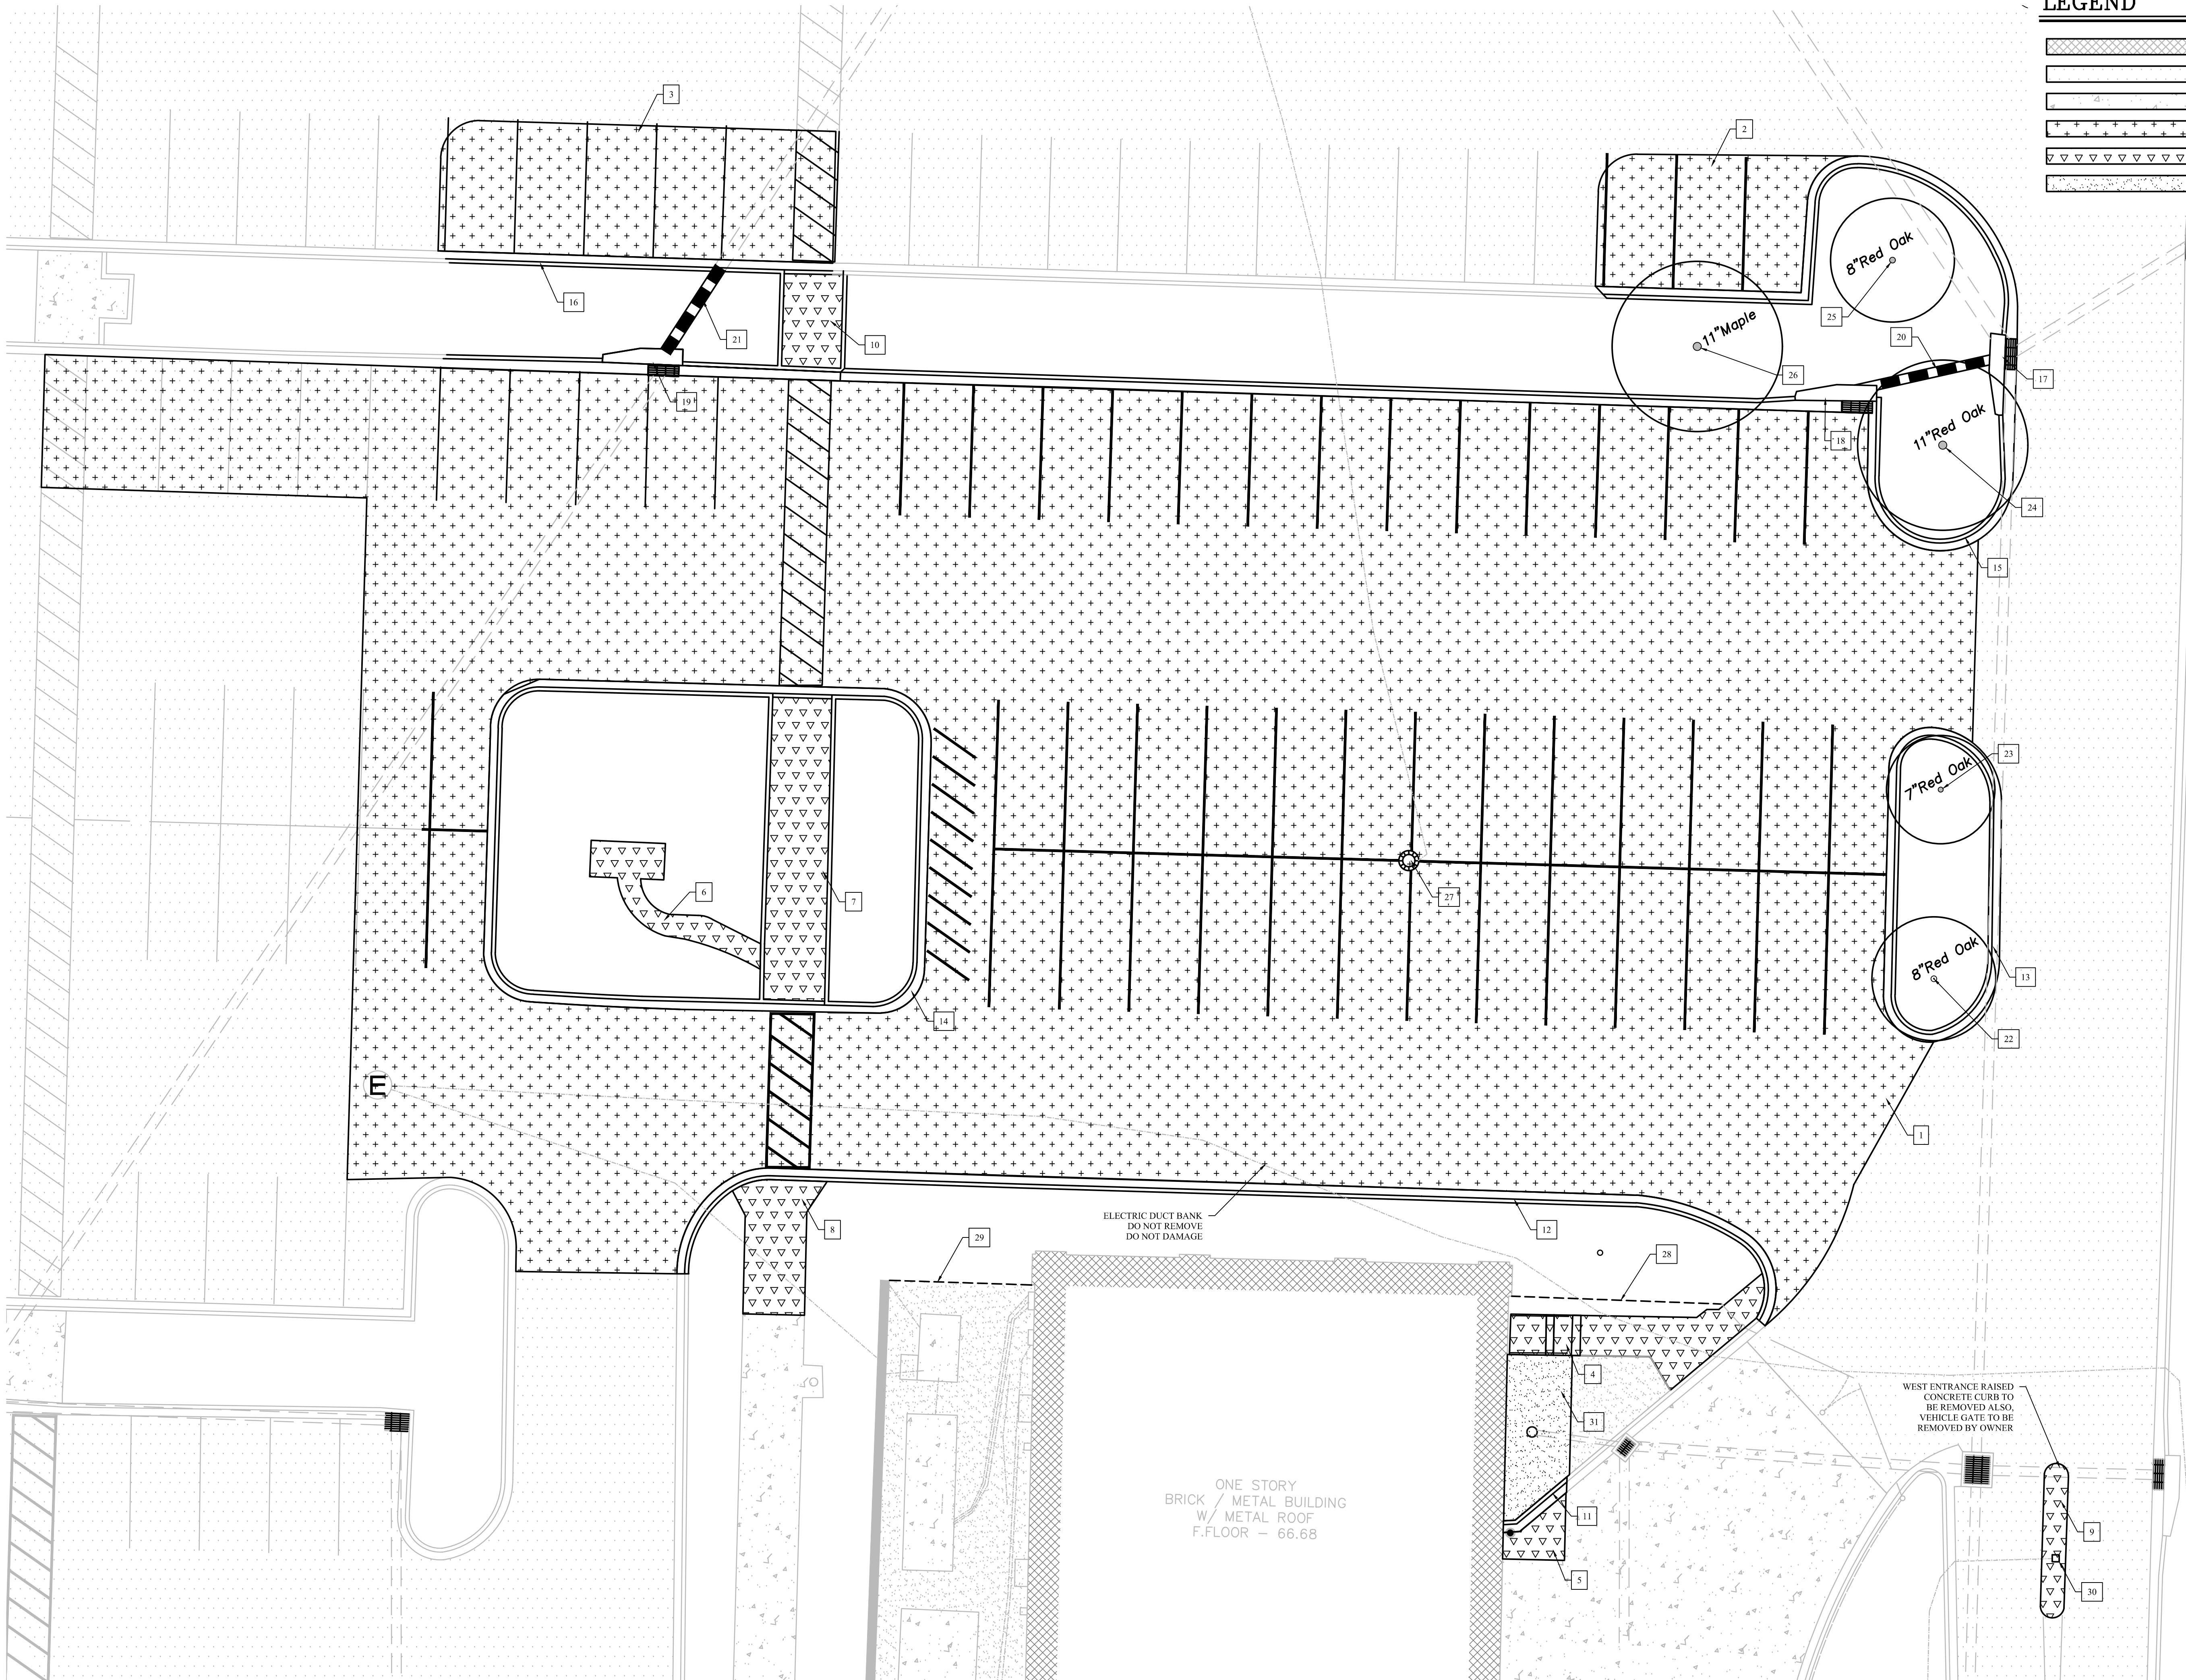 LEGEND
3
2
8"Red Oak
16
25
11"Maple
21
10
20
26
17
19
11"Red Oak
18
24
15
23
7"Red Oak
6
7
27
8"Red Oak
13
14
22
E
1
ELECTRIC DUCT BANK
DO NOT REMOVE
DO NOT DAMAGE
8
12
29
28
4
WEST ENTRANCE RAISED
CONCRETE CURB TO
BE REMOVED ALSO,
VEHICLE GATE TO BE
REMOVED BY OWNER
31
ONE STORY
BRICK / METAL BUILDING
W/ METAL ROOF
F.FLOOR - 66.68
11
9
5
30